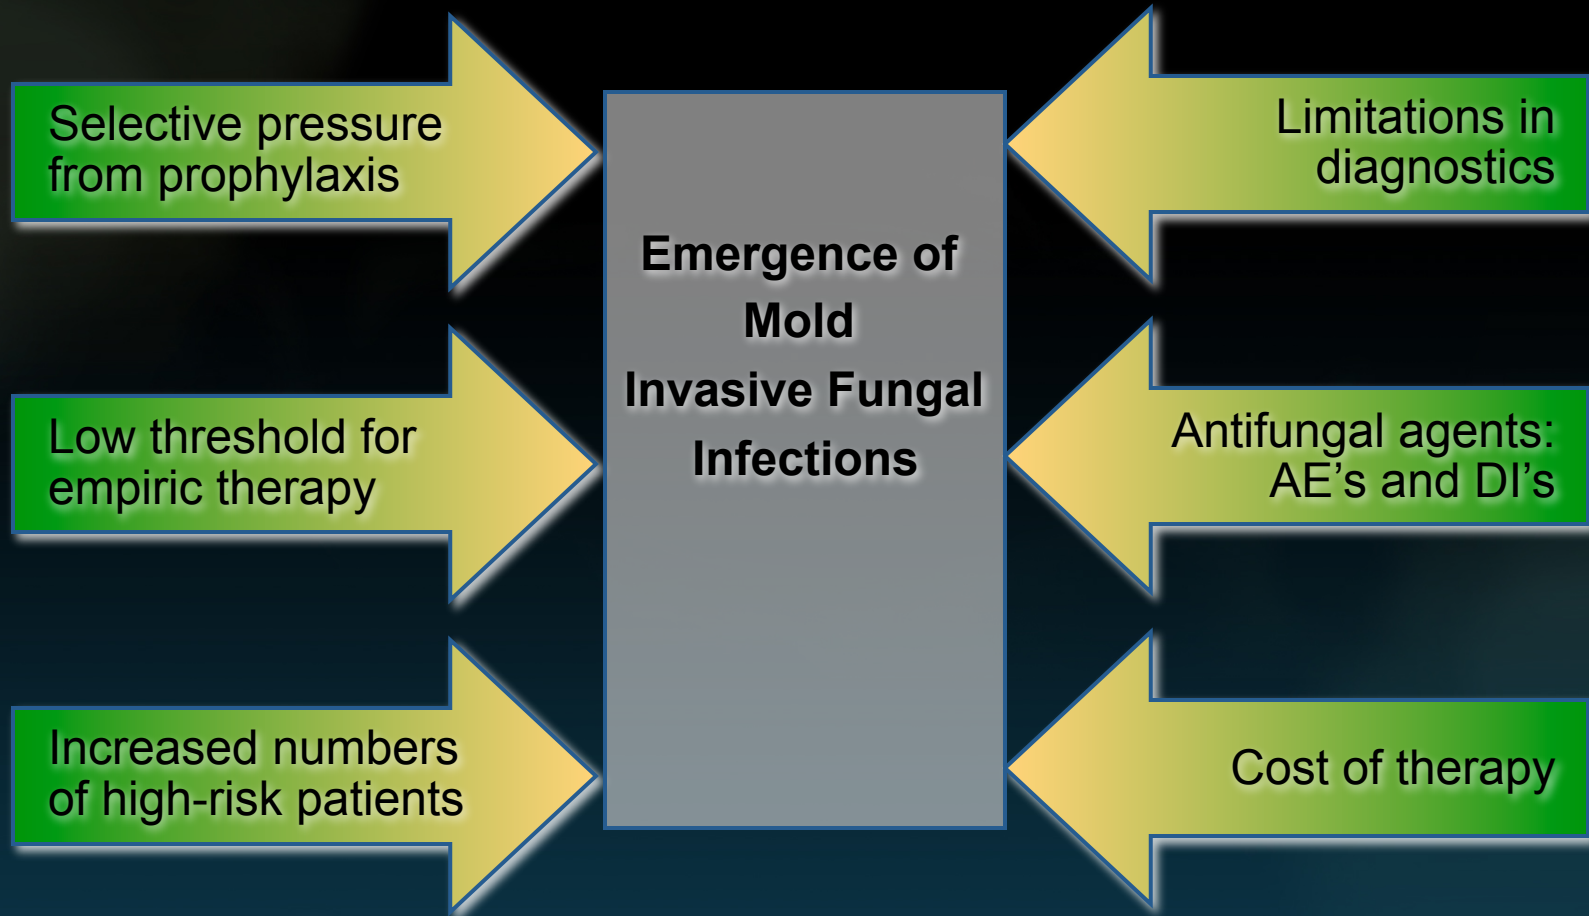 Selective pressure
from prophylaxis
Low threshold for
empiric therapy
Increased numbers
of high-risk patients
Emergence of
Mold
Invasive Fungal
Infections
Limitations in
diagnostics
Antifungal agents:
AE’s and DI’s
Cost of therapy